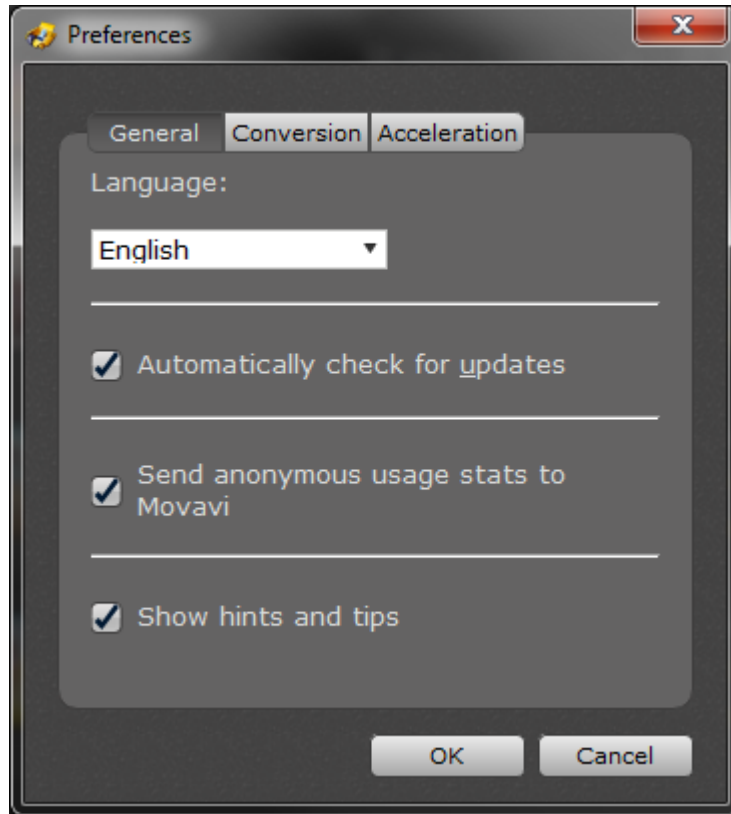 Preferences
General Conversion Acceleration
Language:
English
Automatically check for updates
Send anonymous usage stats to
Movavi
Show hints and tips
OK Cancel